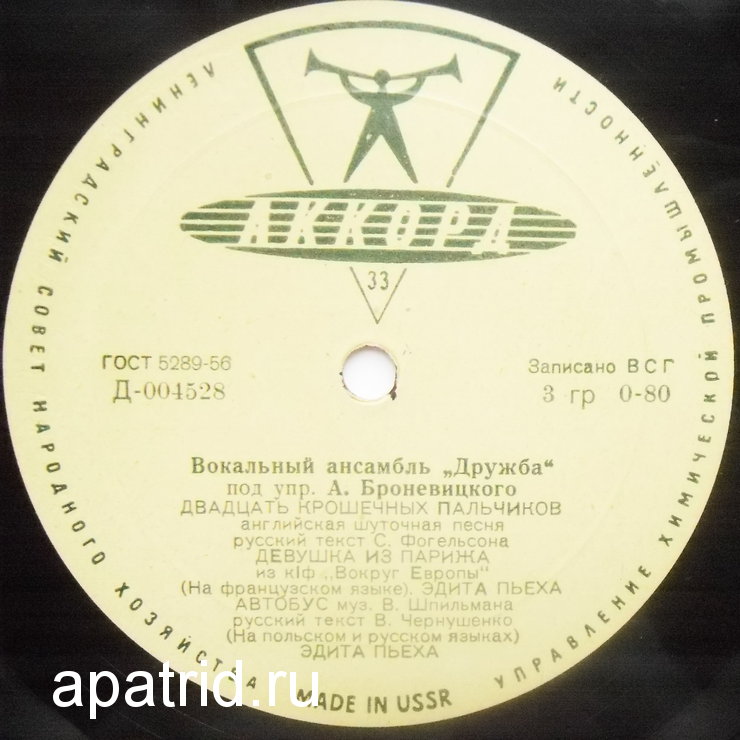 ЛЕНИНГРАДСКИЙ СОВЕТ НАРОДНОГО ХОЗЯЙСТВА
УПРАВЛЕНИЕ ХИМИЧЕСКОЙ ПРОМЫШЛЕННОСТИ
АККОРД
33
ГОСТ 5289-56
Д-004528
Записано ВСГ
3 гр 0-80
Вокальный ансамбль „Дружба“
под упр. А. Броневицкого
ДВАДЦАТЬ КРОШЕЧНЫХ ПАЛЬЧИКОВ
английская шуточная песня
русский текст С. Фогельсона
ДЕВУШКА ИЗ ПАРИЖА
из к|ф „Вокруг Европы“
(На французском языке). ЭДИТА ПЬЕХА
АВТОБУС муз. В. Шпильмана
русский текст В. Чернушенко
(На польском и русском языках)
ЭДИТА ПЬЕХА
MADE IN USSR
apatrid.ru